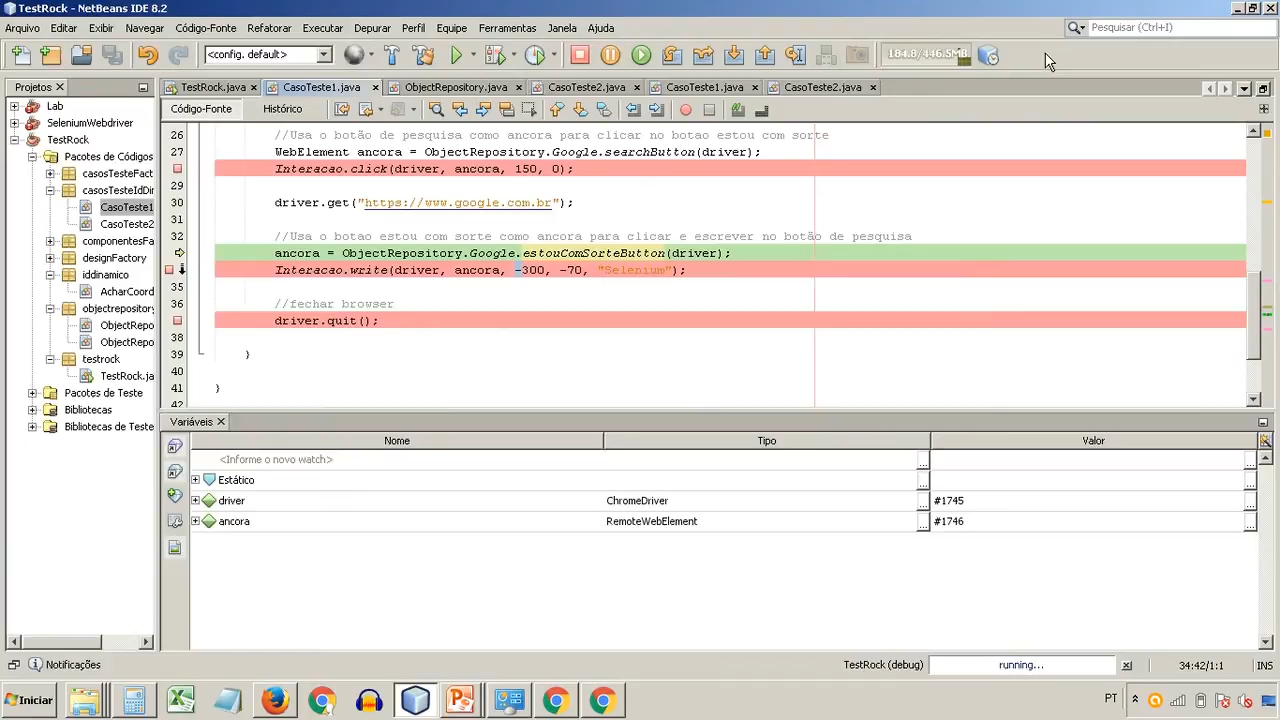 TestRock - NetBeans IDE 8.2
Arquivo Editar Exibir Navegar Código-Fonte Refatorar Executar Depurar Perfil Equipe Ferramentas Janela Ajuda
Pesquisar (Ctrl+I)
<config. default>
184.8/446.5MB
Projetos
TestRock.java CasoTeste1.java ObjectRepository.java CasoTeste2.java CasoTeste1.java CasoTeste2.java
Código-Fonte Histórico
Lab
SeleniumWebdriver
TestRock
Pacotes de Códigos
casosTesteFact
casosTesteIdDin
CasoTeste1
CasoTeste2
componentesFa
designFactory
iddinamico
AcharCoord
objectrepository
ObjectRepo
ObjectRepo
testrock
TestRock.ja
Pacotes de Teste
Bibliotecas
Bibliotecas de Teste
26 //Usa o botão de pesquisa como ancora para clicar no botao estou com sorte
27 WebElement ancora = ObjectRepository.Google.searchButton(driver);
Interacao.click(driver, ancora, 150, 0);
29
30 driver.get("https://www.google.com.br");
31
32 //Usa o botao estou com sorte como ancora para clicar e escrever no botão de pesquisa
ancora = ObjectRepository.Google.estouComSorteButton(driver);
Interacao.write(driver, ancora, -300, -70, "Selenium");
35
36 //fechar browser
driver.quit();
38
39 }
40
41 }
42
Variáveis
Nome Tipo Valor
<Informe o novo watch>
Estático
driver ChromeDriver #1745
ancora RemoteWebElement #1746
Notificações
TestRock (debug) running... 34:42/1:1 INS
Iniciar
PT